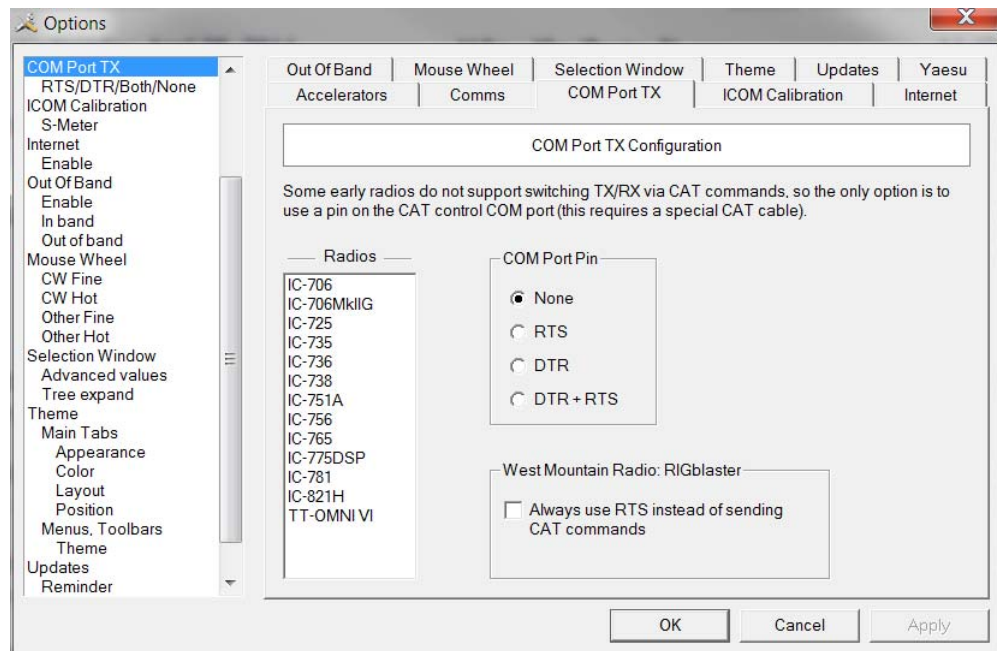 Options
COM Port TX
RTS/DTR/Both/None
ICOM Calibration
S-Meter
Internet
Enable
Out Of Band
Enable
In band
Out of band
Mouse Wheel
CW Fine
CW Hot
Other Fine
Other Hot
Selection Window
Advanced values
Tree expand
Theme
Main Tabs
Appearance
Color
Layout
Position
Menus, Toolbars
Theme
Updates
Reminder
Out Of Band Mouse Wheel Selection Window Theme Updates Yaesu
Accelerators Comms COM Port TX ICOM Calibration Internet
COM Port TX Configuration
Some early radios do not support switching TX/RX via CAT commands, so the only option is to
use a pin on the CAT control COM port (this requires a special CAT cable).
Radios
IC-706
IC-706MkIIG
IC-725
IC-735
IC-736
IC-738
IC-751A
IC-756
IC-765
IC-775DSP
IC-781
IC-821H
TT-OMNI VI
COM Port Pin
None
RTS
DTR
DTR + RTS
West Mountain Radio: RIGblaster
Always use RTS instead of sending
CAT commands
OK Cancel Apply